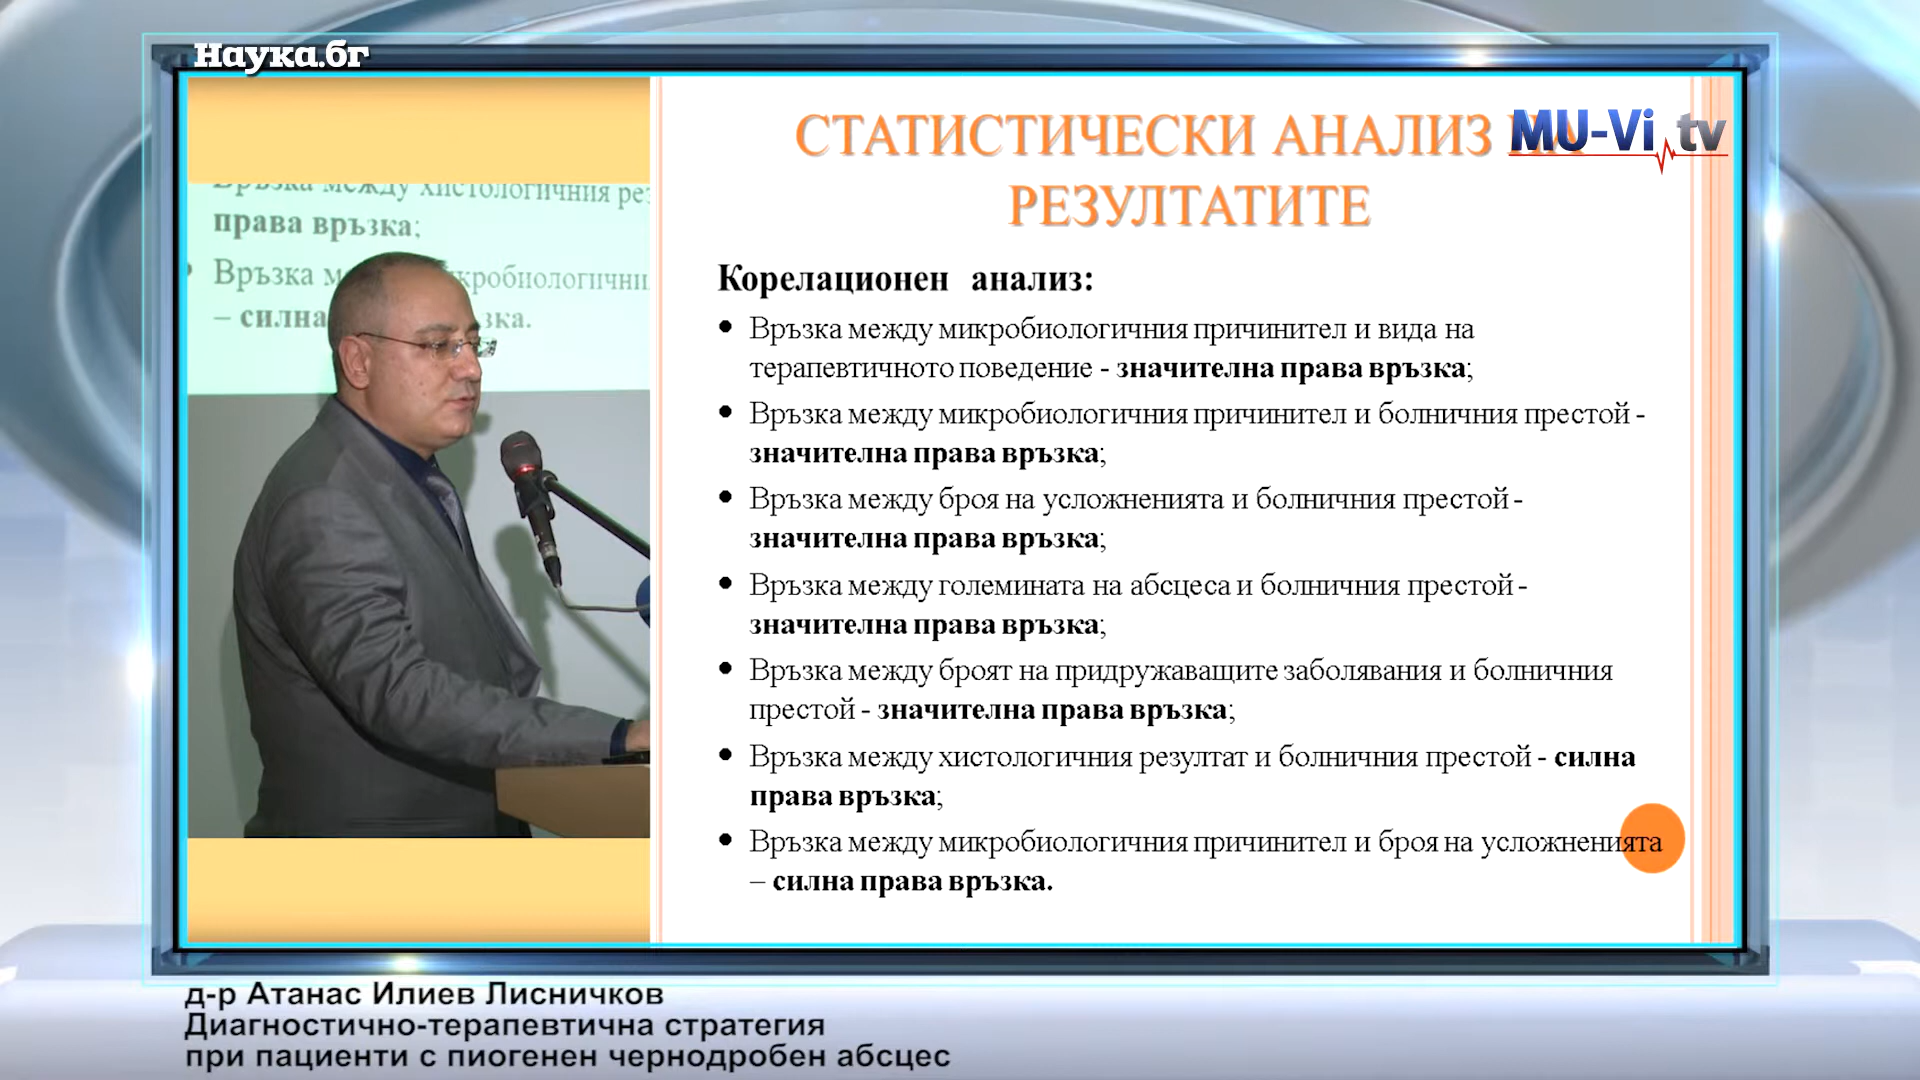 Наука.бг
СТАТИСТИЧЕСКИ АНАЛИЗ НА
MU-Vi tv
РЕЗУЛТАТИТЕ
Корелационен анализ:
• Връзка между микробиологичния причинител и вида на
терапевтичното поведение - значителна права връзка;
• Връзка между микробиологичния причинител и болничния престой -
значителна права връзка;
• Връзка между броя на усложненията и болничния престой -
значителна права връзка;
• Връзка между големината на абсцеса и болничния престой -
значителна права връзка;
• Връзка между броят на придружаващите заболявания и болничния
престой - значителна права връзка;
• Връзка между хистологичния резултат и болничния престой - силна
права връзка;
• Връзка между микробиологичния причинител и броя на усложненията
– силна права връзка.
Връзка между хистологичния
права връзка;
Връзка
– силна
д-р Атанас Илиев Лисничков
Диагностично-терапевтична стратегия
при пациенти с пиогенен чернодробен абсцес